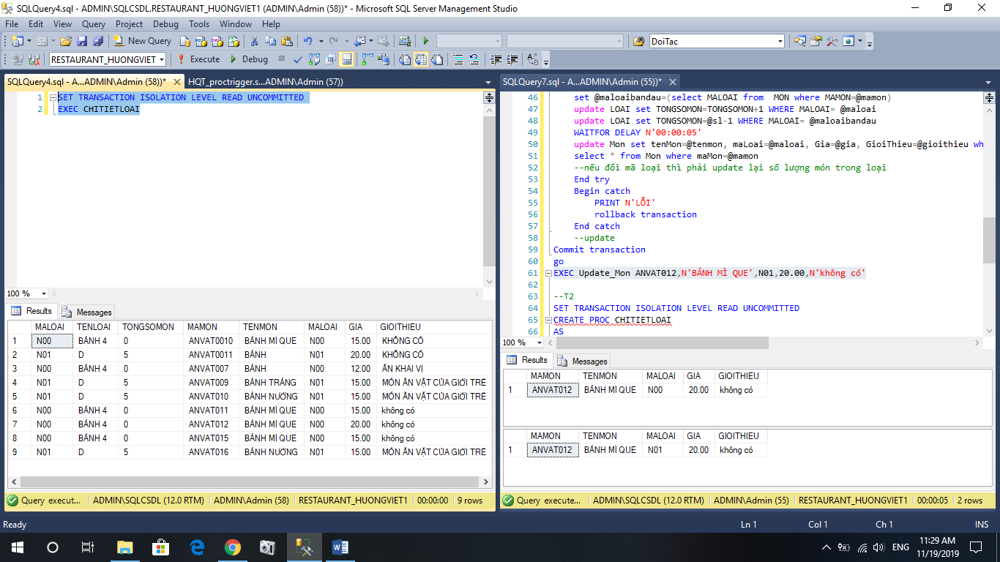 SQLQuery4.sql - ADMIN\SQLCSDL.RESTAURANT_HUONGVIET1 (ADMIN\Admin (58))* - Microsoft SQL Server Management Studio
File Edit View Query Project Debug Tools Window Help
New Query DoiTac
RESTAURANT_HUONGVIET Execute Debug
SQLQuery4.sql - A...ADMIN\Admin (58))* HQT_proctrigger.s...ADMIN\Admin (57))
1 SET TRANSACTION ISOLATION LEVEL READ UNCOMMITTED
2 EXEC CHITIETLOAI
100 %
Results Messages
MALOAI TENLOAI TONGSOMON MAMON TENMON MALOAI GIA GIOITHIEU
1 N00 BÁNH 4 0 ANVAT0010 BÁNH MÌ QUE N00 15.00 KHÔNG CÓ
2 N01 D 5 ANVAT0011 BÁNH N01 20.00 KHÔNG CÓ
3 N00 BÁNH 4 0 ANVAT007 BÁNH N00 12.00 ĂN KHAI VỊ
4 N01 D 5 ANVAT009 BÁNH TRÁNG N01 15.00 MÓN ĂN VẶT CỦA GIỚI TRẺ
5 N01 D 5 ANVAT010 BÁNH NƯỚNG N01 15.00 MÓN ĂN VẶT CỦA GIỚI TRẺ
6 N00 BÁNH 4 0 ANVAT011 BÁNH MÌ QUE N00 15.00 không có
7 N00 BÁNH 4 0 ANVAT012 BÁNH MÌ QUE N00 20.00 không có
8 N00 BÁNH 4 0 ANVAT015 BÁNH MÌ QUE N00 15.00 không có
9 N01 D 5 ANVAT016 BÁNH NƯỚNG N01 15.00 MÓN ĂN VẶT CỦA GIỚI TRẺ
Query execut... ADMIN\SQLCSDL (12.0 RTM) ADMIN\Admin (58) RESTAURANT_HUONGVIET1 00:00:00 9 rows
SQLQuery7.sql - A...ADMIN\Admin (55))*
46 set @maloaibandau=(select MALOAI from MON where MAMON=@mamon)
47 update LOAI set TONGSOMON=TONGSOMON+1 WHERE MALOAI= @maloai
48 update LOAI set TONGSOMON=@sl-1 WHERE MALOAI= @maloaibandau
49 WAITFOR DELAY N'00:00:05'
50 update Mon set tenMon=@tenmon, maLoai=@maloai, Gia=@gia, GioiThieu=@gioithieu wh
51 select * from Mon where maMon=@mamon
52 --nếu đổi mã loại thì phải update lại số lượng món trong loại
53 End try
54 Begin catch
55 PRINT N'LỖI'
56 rollback transaction
57 End catch
58 --update
59 Commit transaction
60 go
61 EXEC Update_Mon ANVAT012,N'BÁNH MÌ QUE',N01,20.00,N'không có'
62
63 --T2
64 SET TRANSACTION ISOLATION LEVEL READ UNCOMMITTED
65 CREATE PROC CHITIETLOAI
66 AS
100 %
Results Messages
MAMON TENMON MALOAI GIA GIOITHIEU
1 ANVAT012 BÁNH MÌ QUE N00 20.00 không có
MAMON TENMON MALOAI GIA GIOITHIEU
1 ANVAT012 BÁNH MÌ QUE N01 20.00 không có
Query execute... ADMIN\SQLCSDL (12.0 RTM) ADMIN\Admin (55) RESTAURANT_HUONGVIET1 00:00:05 2 rows
Ready Ln 1 Col 1 Ch 1 INS
ENG 11:29 AM
11/19/2019